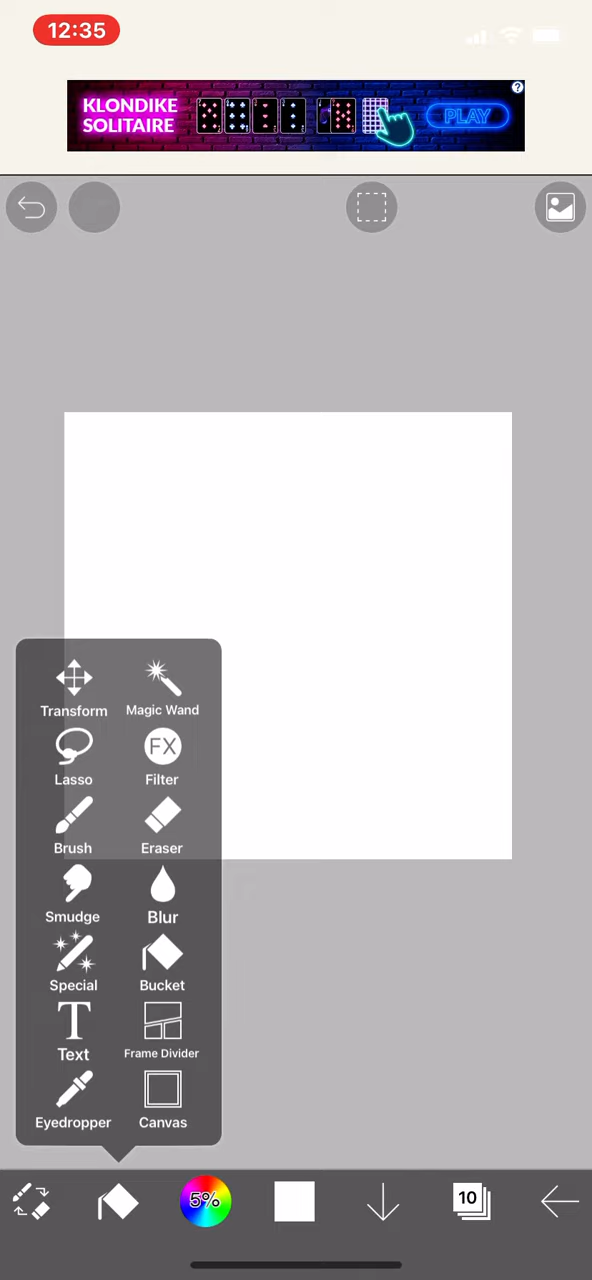 12:35
KLONDIKE
SOLITAIRE
PLAY
?
Transform
Magic Wand
Lasso
FX
Filter
Brush
Eraser
Smudge
Blur
Special
Bucket
T
Text
Frame Divider
Eyedropper
Canvas
5%
10